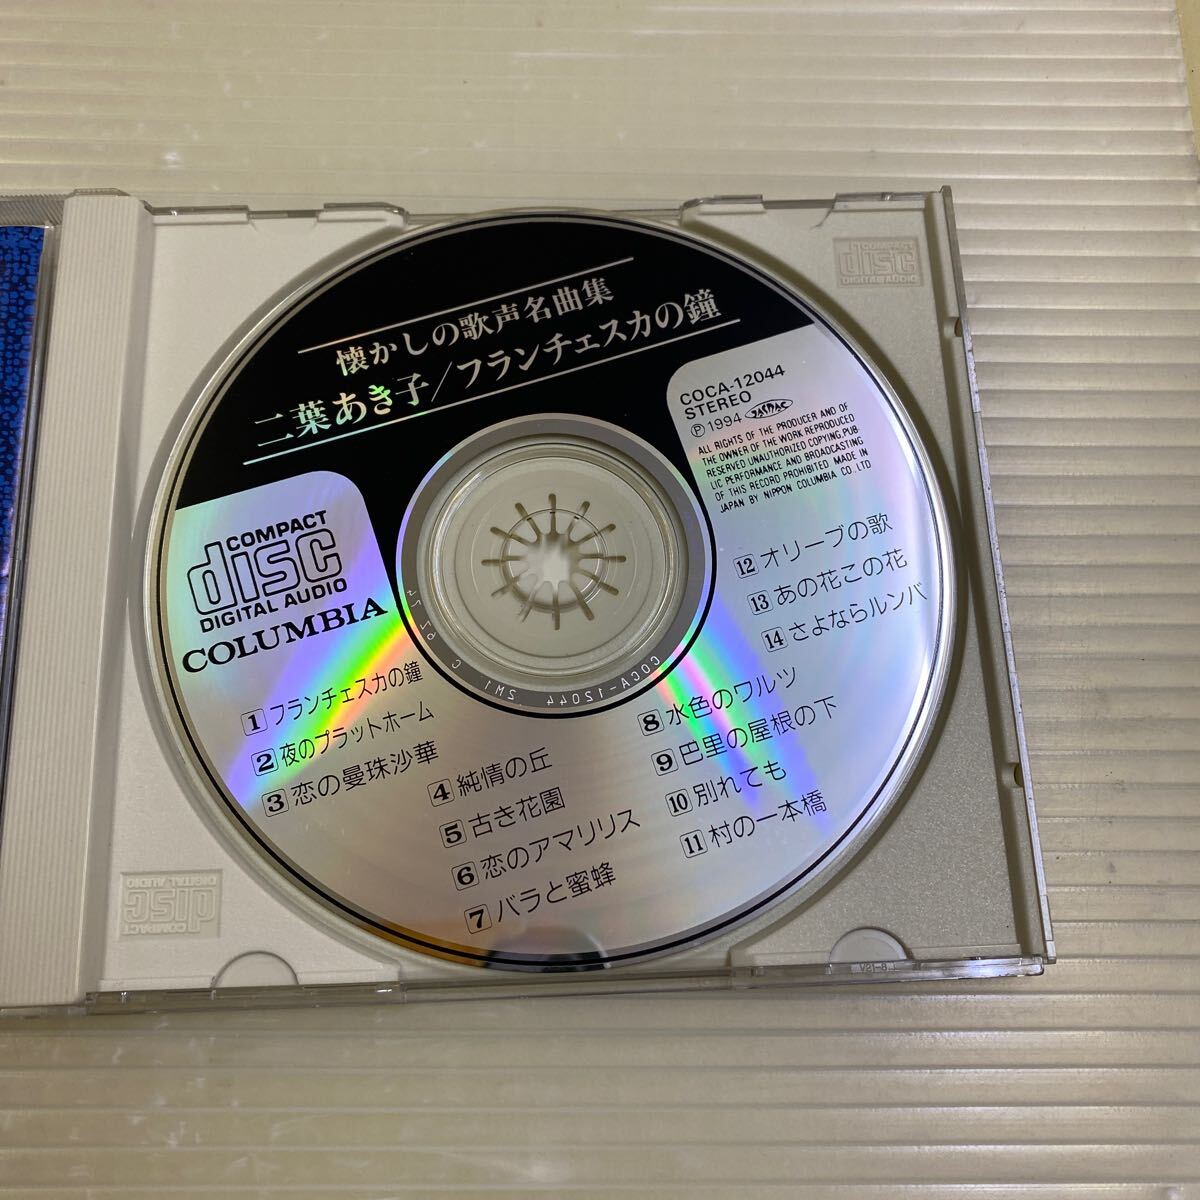 懐かしの歌声名曲集
二葉あき子／フランチェスカの鐘
COCA-12044
STEREO
Ⓟ1994
ALL RIGHTS OF THE PRODUCER AND OF
THE OWNER OF THE WORK REPRODUCED
RESERVED UNAUTHORIZED COPYING.PUB
LIC PERFORMANCE AND BROADCASTING
OF THIS RECORD PROHIBITED MADE IN
JAPAN BY NIPPON COLUMBIA CO.,LTD
COMPACT
disc
DIGITAL AUDIO
COLUMBIA
1 フランチェスカの鐘
2 夜のプラットホーム
3 恋の曼珠沙華
4 純情の丘
5 古き花園
6 恋のアマリリス
7 バラと蜜蜂
8 水色のワルツ
9 巴里の屋根の下
10 別れても
11 村の一本橋
12 オリーブの歌
13 あの花この花
14 さよならルンバ
COCA-12044 2M1 C
COMPACT
disc
DIGITAL AUDIO
COMPACT
disc
DIGITAL AUDIO